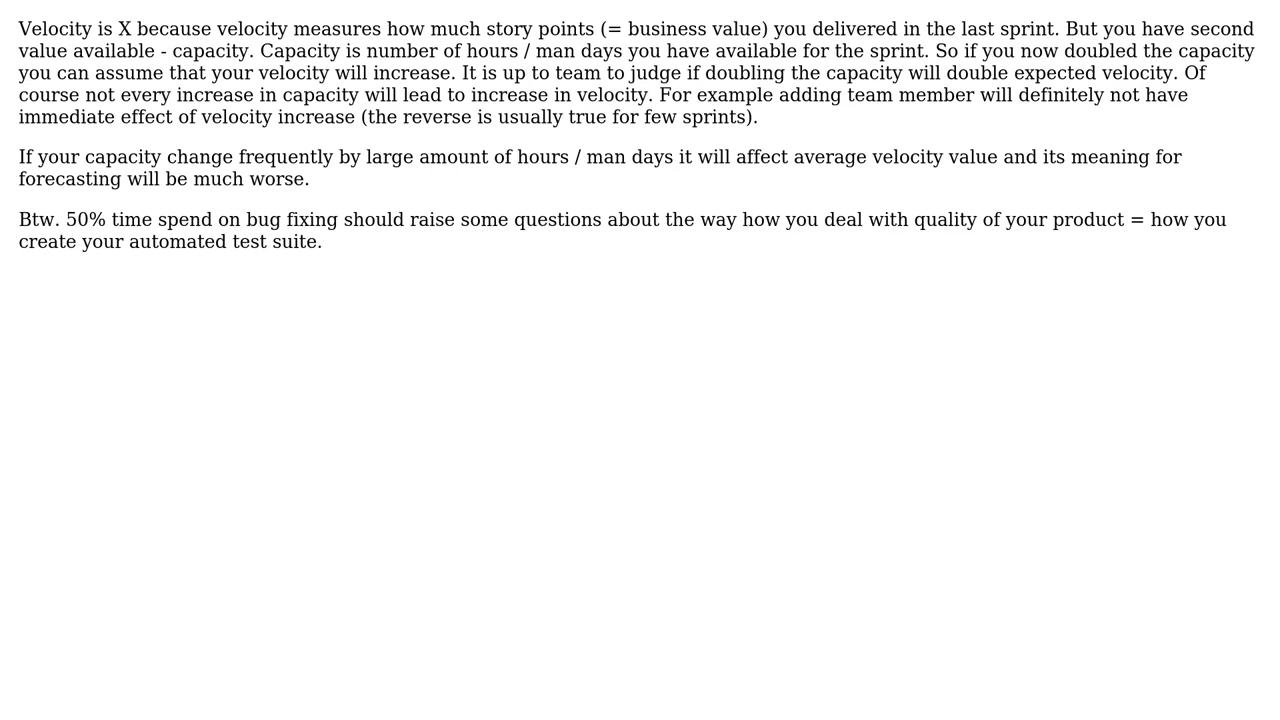 Velocity is X because velocity measures how much story points (= business value) you delivered in the last sprint. But you have second
value available - capacity. Capacity is number of hours / man days you have available for the sprint. So if you now doubled the capacity
you can assume that your velocity will increase. It is up to team to judge if doubling the capacity will double expected velocity. Of
course not every increase in capacity will lead to increase in velocity. For example adding team member will definitely not have
immediate effect of velocity increase (the reverse is usually true for few sprints).
If your capacity change frequently by large amount of hours / man days it will affect average velocity value and its meaning for
forecasting will be much worse.
Btw. 50% time spend on bug fixing should raise some questions about the way how you deal with quality of your product = how you
create your automated test suite.